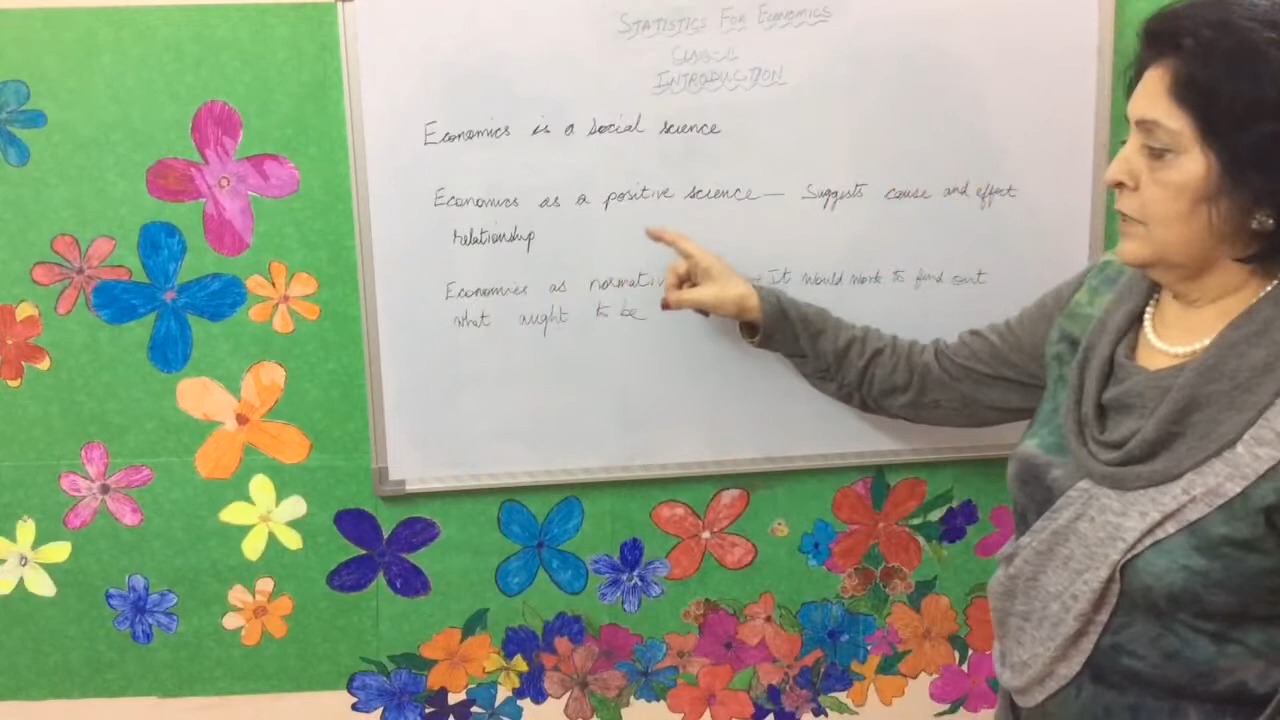 STATISTICS FOR ECONOMICS
INTRODUCTION
Economics is a social science
Economics as a positive science — Suggests cause and effect
relationship
Economics as normati It would work to find out
what aught to be